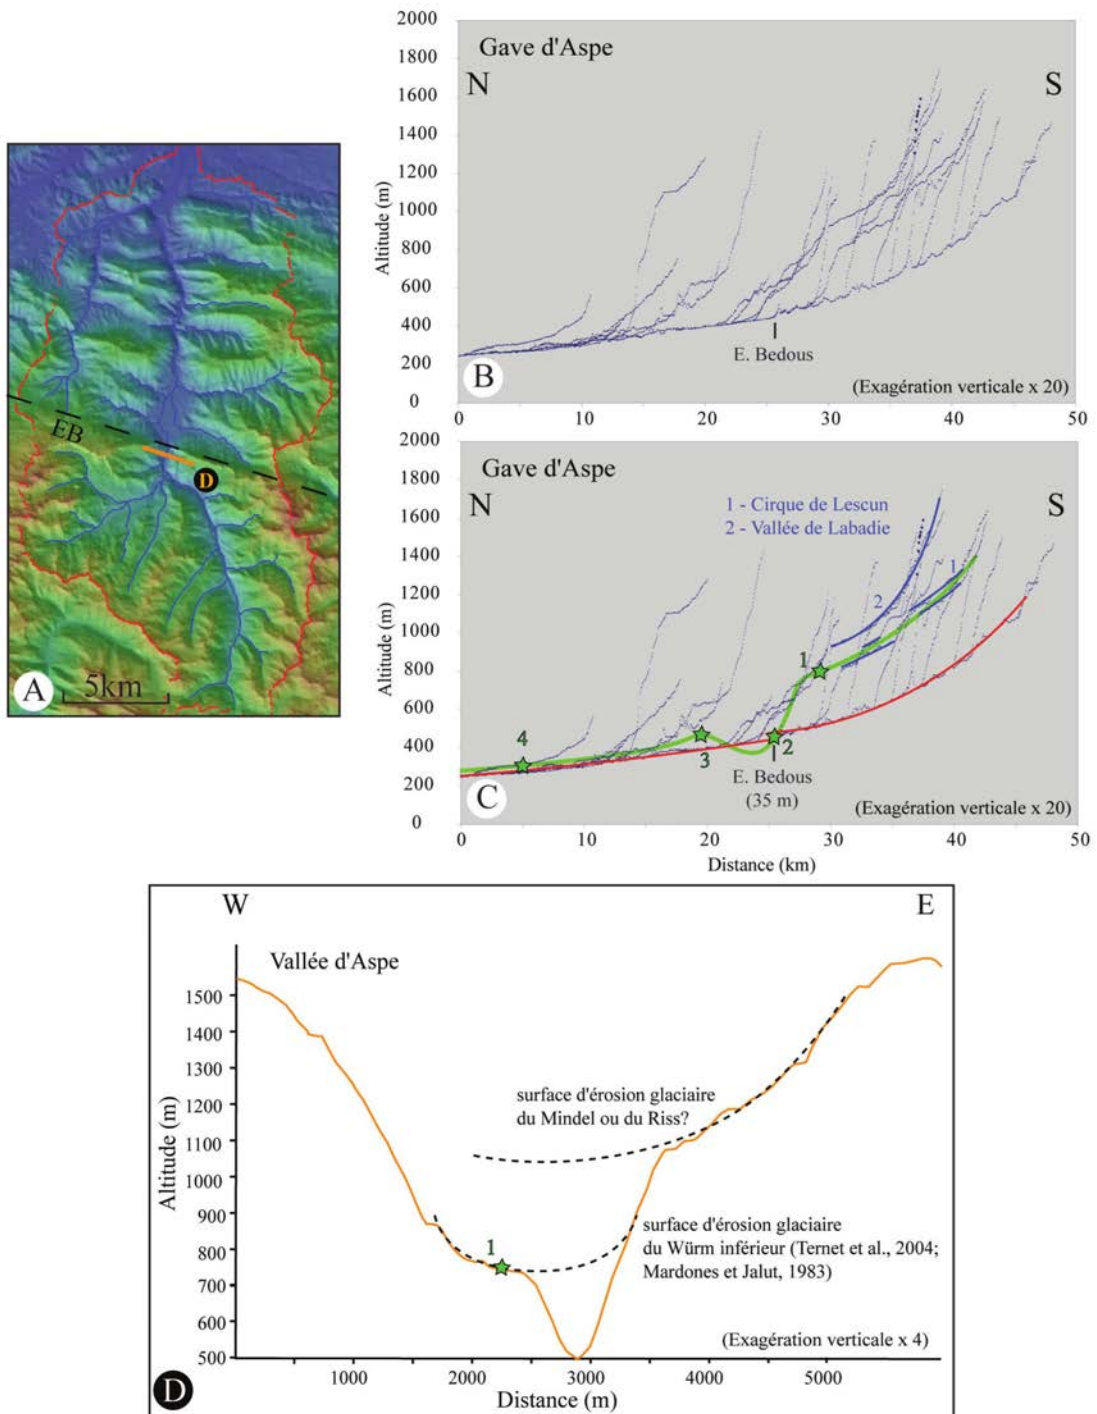 EB
D
A
5km
2000
1800
1600
1400
1200
1000
800
600
400
200
0
Altitude (m)
Gave d'Aspe
N
S
E. Bedous
B
(Exagération verticale x 20)
0
10
20
30
40
50
2000
1800
1600
1400
1200
1000
800
600
400
200
0
Altitude (m)
Gave d'Aspe
N
S
1 - Cirque de Lescun
2 - Vallée de Labadie
1
2
1
4
3
2
E. Bedous
(35 m)
C
(Exagération verticale x 20)
0
10
20
30
40
50
Distance (km)
W
E
Vallée d'Aspe
1500
1400
1300
1200
1100
1000
900
800
700
600
500
Altitude (m)
surface d'érosion glaciaire
du Mindel ou du Riss?
1
surface d'érosion glaciaire
du Würm inférieur (Ternet et al., 2004;
Mardones et Jalut, 1983)
(Exagération verticale x 4)
1000
2000
3000
4000
5000
D
Distance (m)